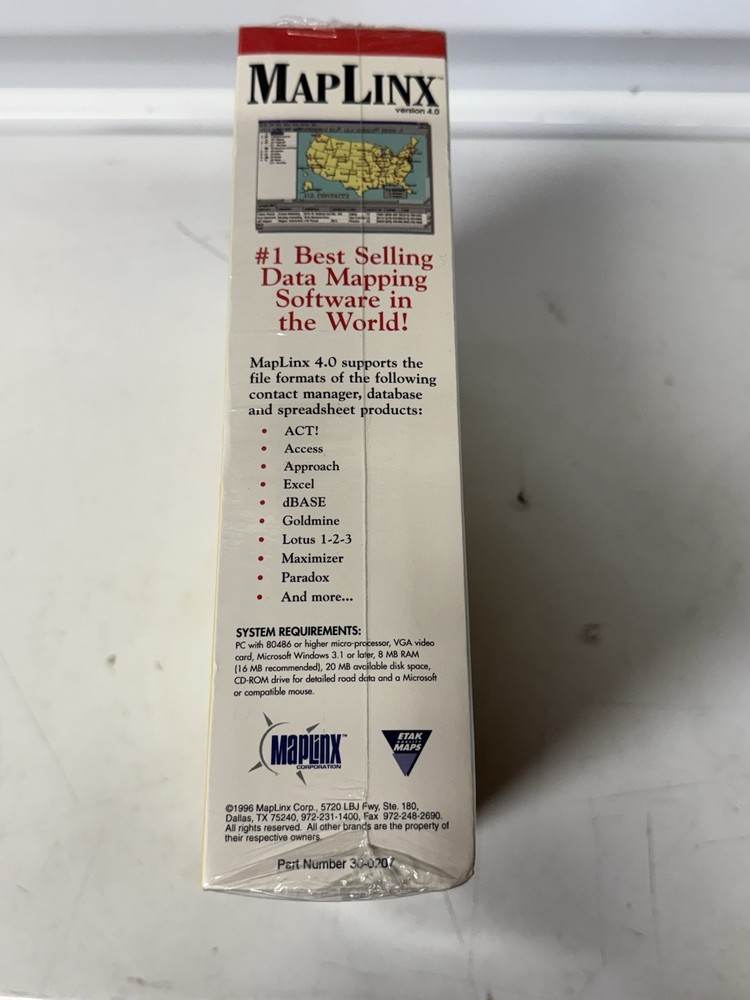 MAPLINX™
version 4.0
U.S. CONTACTS
#1 Best Selling
Data Mapping
Software in
the World!
MapLinx 4.0 supports the
file formats of the following
contact manager, database
and spreadsheet products:
• ACT!
• Access
• Approach
• Excel
• dBASE
• Goldmine
• Lotus 1-2-3
• Maximizer
• Paradox
• And more...
SYSTEM REQUIREMENTS:
PC with 80486 or higher micro-processor, VGA video
card, Microsoft Windows 3.1 or later, 8 MB RAM
(16 MB recommended), 20 MB available disk space,
CD-ROM drive for detailed road data and a Microsoft
or compatible mouse.
MapLinx™
CORPORATION
ETAK
MAPS
©1996 MapLinx Corp., 5720 LBJ Fwy, Ste. 180,
Dallas, TX 75240, 972-231-1400, Fax 972-248-2690.
All rights reserved. All other brands are the property of
their respective owners.
Part Number 30-0207